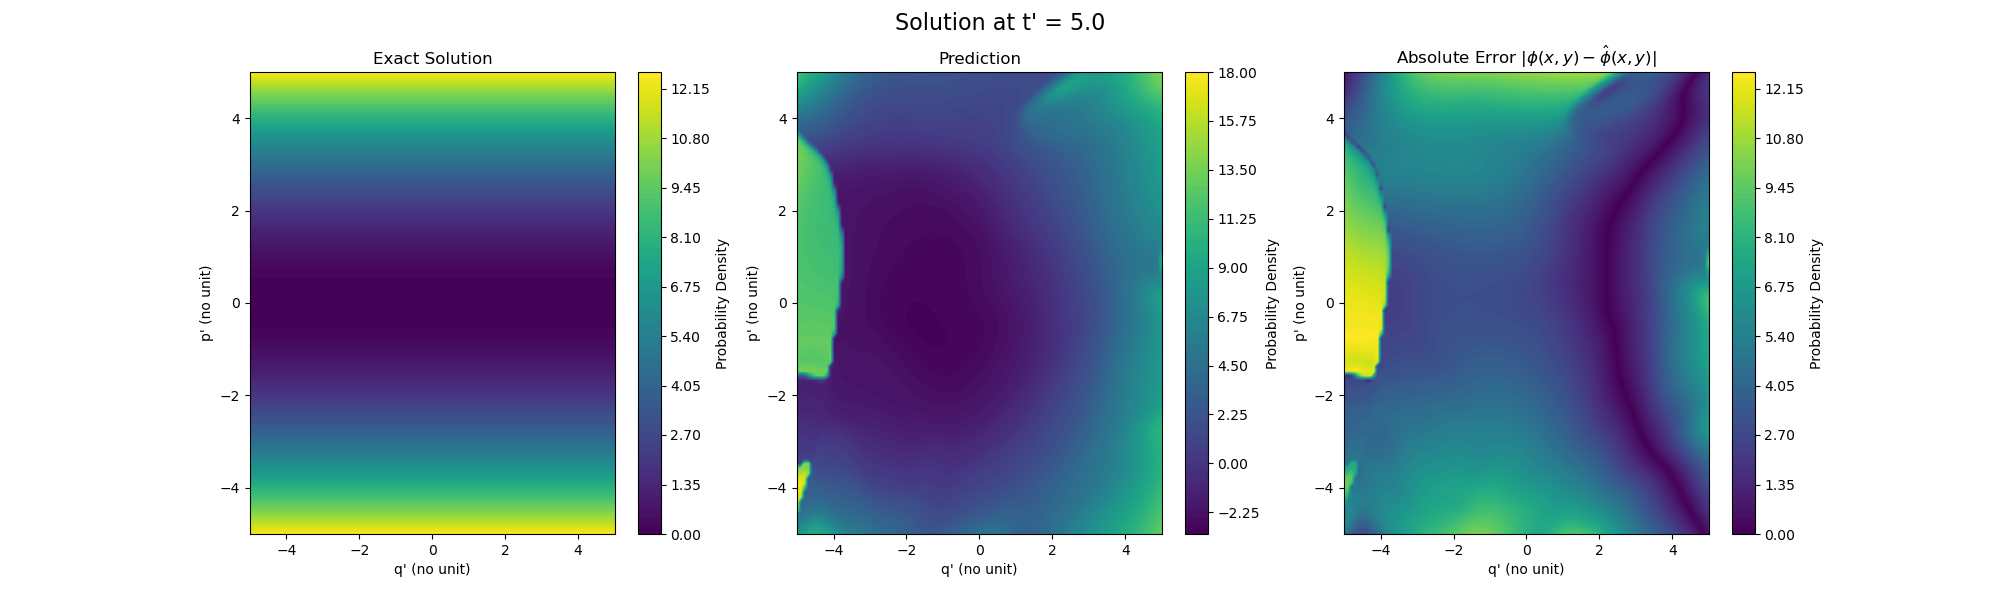 Solution at t' = 5.0
Exact Solution
Prediction
Absolute Error |ϕ(x, y) − ϕ̂(x, y)|
4
2
0
−2
−4
p' (no unit)
−4 −2 0 2 4
q' (no unit)
12.15
10.80
9.45
8.10
6.75
5.40
4.05
2.70
1.35
0.00
Probability Density
4
2
0
−2
−4
p' (no unit)
−4 −2 0 2 4
q' (no unit)
18.00
15.75
13.50
11.25
9.00
6.75
4.50
2.25
0.00
−2.25
Probability Density
4
2
0
−2
−4
p' (no unit)
−4 −2 0 2 4
q' (no unit)
12.15
10.80
9.45
8.10
6.75
5.40
4.05
2.70
1.35
0.00
Probability Density